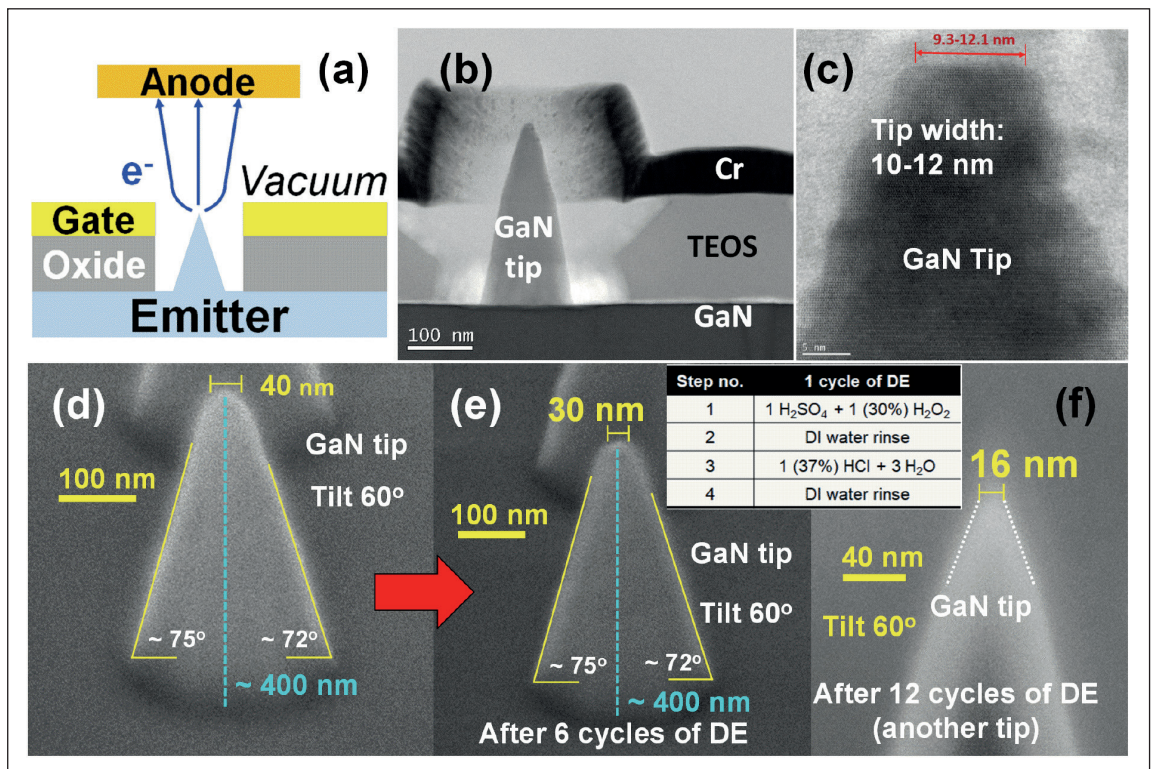 (a)
Anode
e-
Vacuum
Gate
Oxide
Emitter
(b)
Cr
GaN
tip
TEOS
GaN
100 nm
(c)
9.3-12.1 nm
Tip width:
10-12 nm
GaN Tip
5 nm
(d)
40 nm
GaN tip
100 nm
Tilt 60°
~ 75°
~ 72°
~ 400 nm
(e)
30 nm
100 nm
GaN tip
Tilt 60°
~ 75°
~ 72°
~ 400 nm
After 6 cycles of DE
Step no. 1 cycle of DE
1 1 H₂SO₄ + 1 (30%) H₂O₂
2 DI water rinse
3 1 (37%) HCl + 3 H₂O
4 DI water rinse
(f)
16 nm
40 nm
GaN tip
Tilt 60°
After 12 cycles of DE
(another tip)